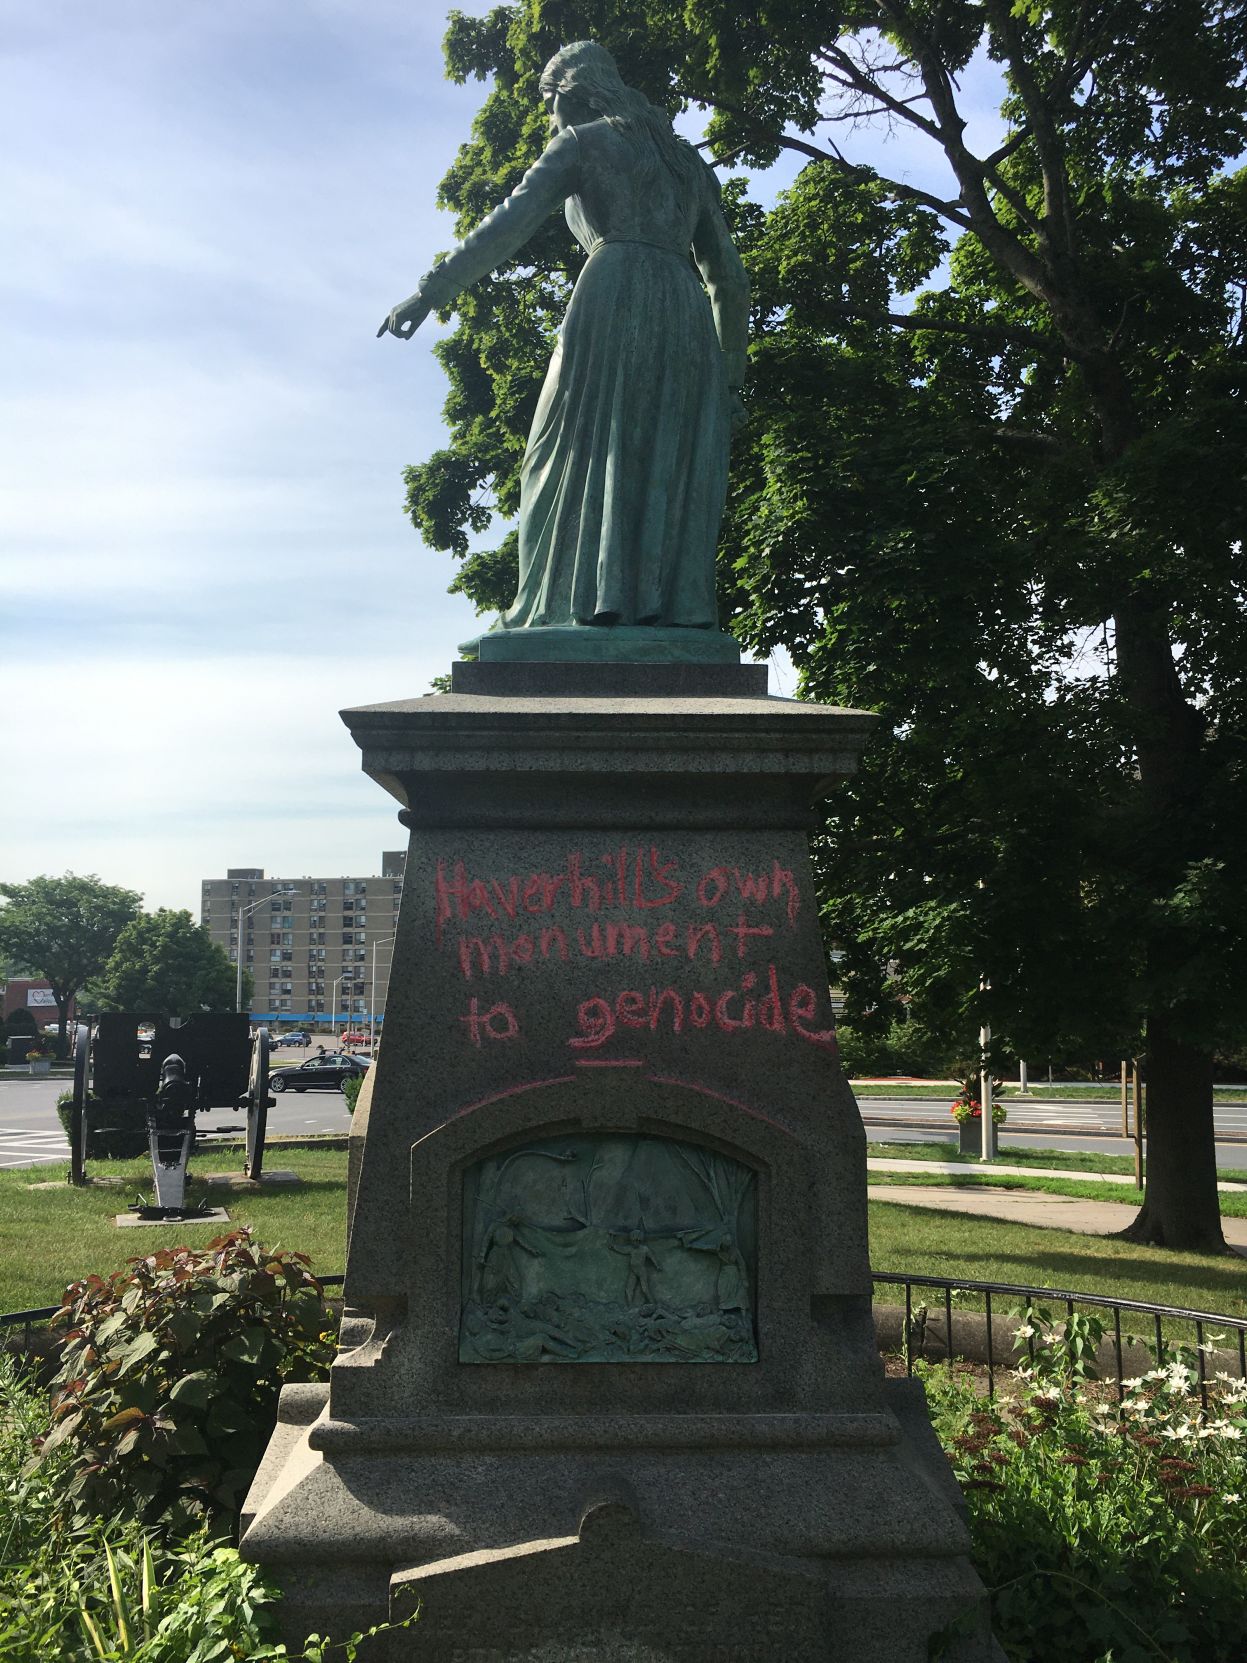 Haverhill's own
monument
to genocide